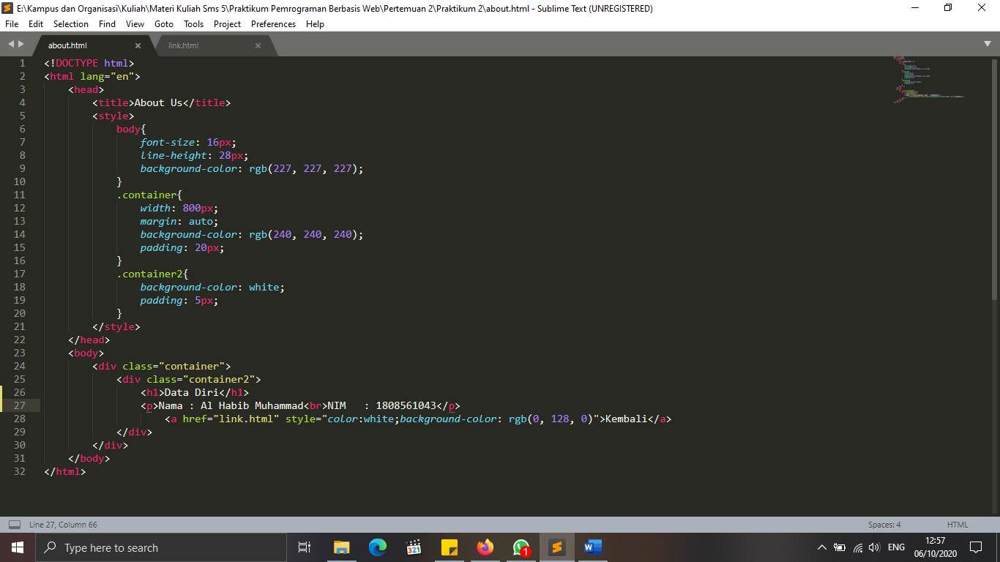 E:\Kampus dan Organisasi\Kuliah\Materi Kuliah Sms 5\Praktikum Pemrograman Berbasis Web\Pertemuan 2\Praktikum 2\about.html - Sublime Text (UNREGISTERED)
File Edit Selection Find View Goto Tools Project Preferences Help
about.html link.html
1 <!DOCTYPE html>
2 <html lang="en">
3     <head>
4         <title>About Us</title>
5         <style>
6             body{
7                 font-size: 16px;
8                 line-height: 28px;
9                 background-color: rgb(227, 227, 227);
10             }
11             .container{
12                 width: 800px;
13                 margin: auto;
14                 background-color: rgb(240, 240, 240);
15                 padding: 20px;
16             }
17             .container2{
18                 background-color: white;
19                 padding: 5px;
20             }
21         </style>
22     </head>
23     <body>
24         <div class="container">
25             <div class="container2">
26                 <h1>Data Diri</h1>
27                 <p>Nama : Al Habib Muhammad<br>NIM   : 1808561043</p>
28                     <a href="link.html" style="color:white;background-color: rgb(0, 128, 0)">Kembali</a>
29             </div>
30         </div>
31     </body>
32 </html>
Line 27, Column 66 Spaces: 4 HTML
Type here to search
321
1
ENG
12:57
06/10/2020